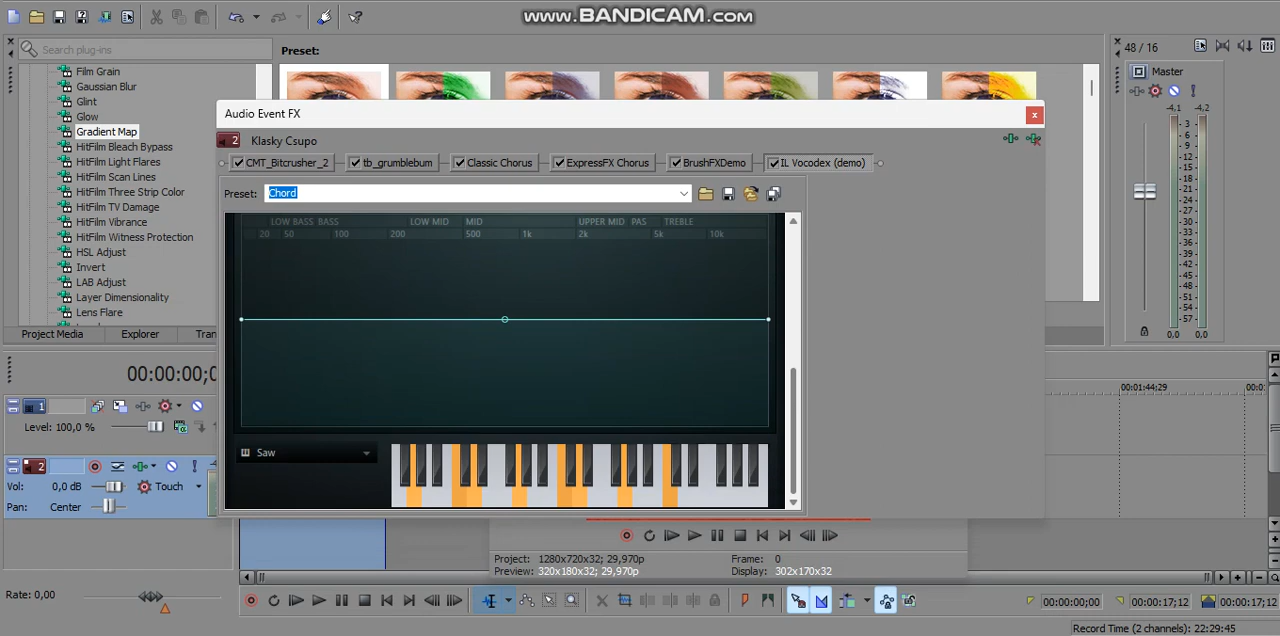 www.BANDICAM.com
Search plug-ins
Preset:
48 / 16
Film Grain
Gaussian Blur
Glint
Glow
Gradient Map
HitFilm Bleach Bypass
HitFilm Light Flares
HitFilm Scan Lines
HitFilm Three Strip Color
HitFilm TV Damage
HitFilm Vibrance
HitFilm Witness Protection
HSL Adjust
Invert
LAB Adjust
Layer Dimensionality
Lens Flare
Master
-4,1 -4,2
- 3 -
- 6 -
- 9 -
-12-
-15-
-18-
-21-
-24-
-27-
-30-
-33-
-36-
-39-
-42-
-45-
-48-
-51-
-54-
-57-
0,0 0,0
Audio Event FX
2 Klasky Csupo
CMT_Bitcrusher_2 tb_grumblebum Classic Chorus ExpressFX Chorus BrushFXDemo IL Vocodex (demo)
Preset: Chord
LOW BASS BASS LOW MID MID UPPER MID PAS TREBLE
20 50 100 200 500 1k 2k 5k 10k
Saw
Project Media Explorer Tran
00:00:00;0
00:01:44;29 00:0
1
Level: 100,0 %
2
Vol: 0,0 dB Touch
Pan: Center
Project: 1280x720x32; 29,970p Frame: 0
Preview: 320x180x32; 29,970p Display: 302x170x32
Rate: 0,00
00:00:00;00 00:00:17;12 00:00:17;12
Record Time (2 channels): 22:29:45